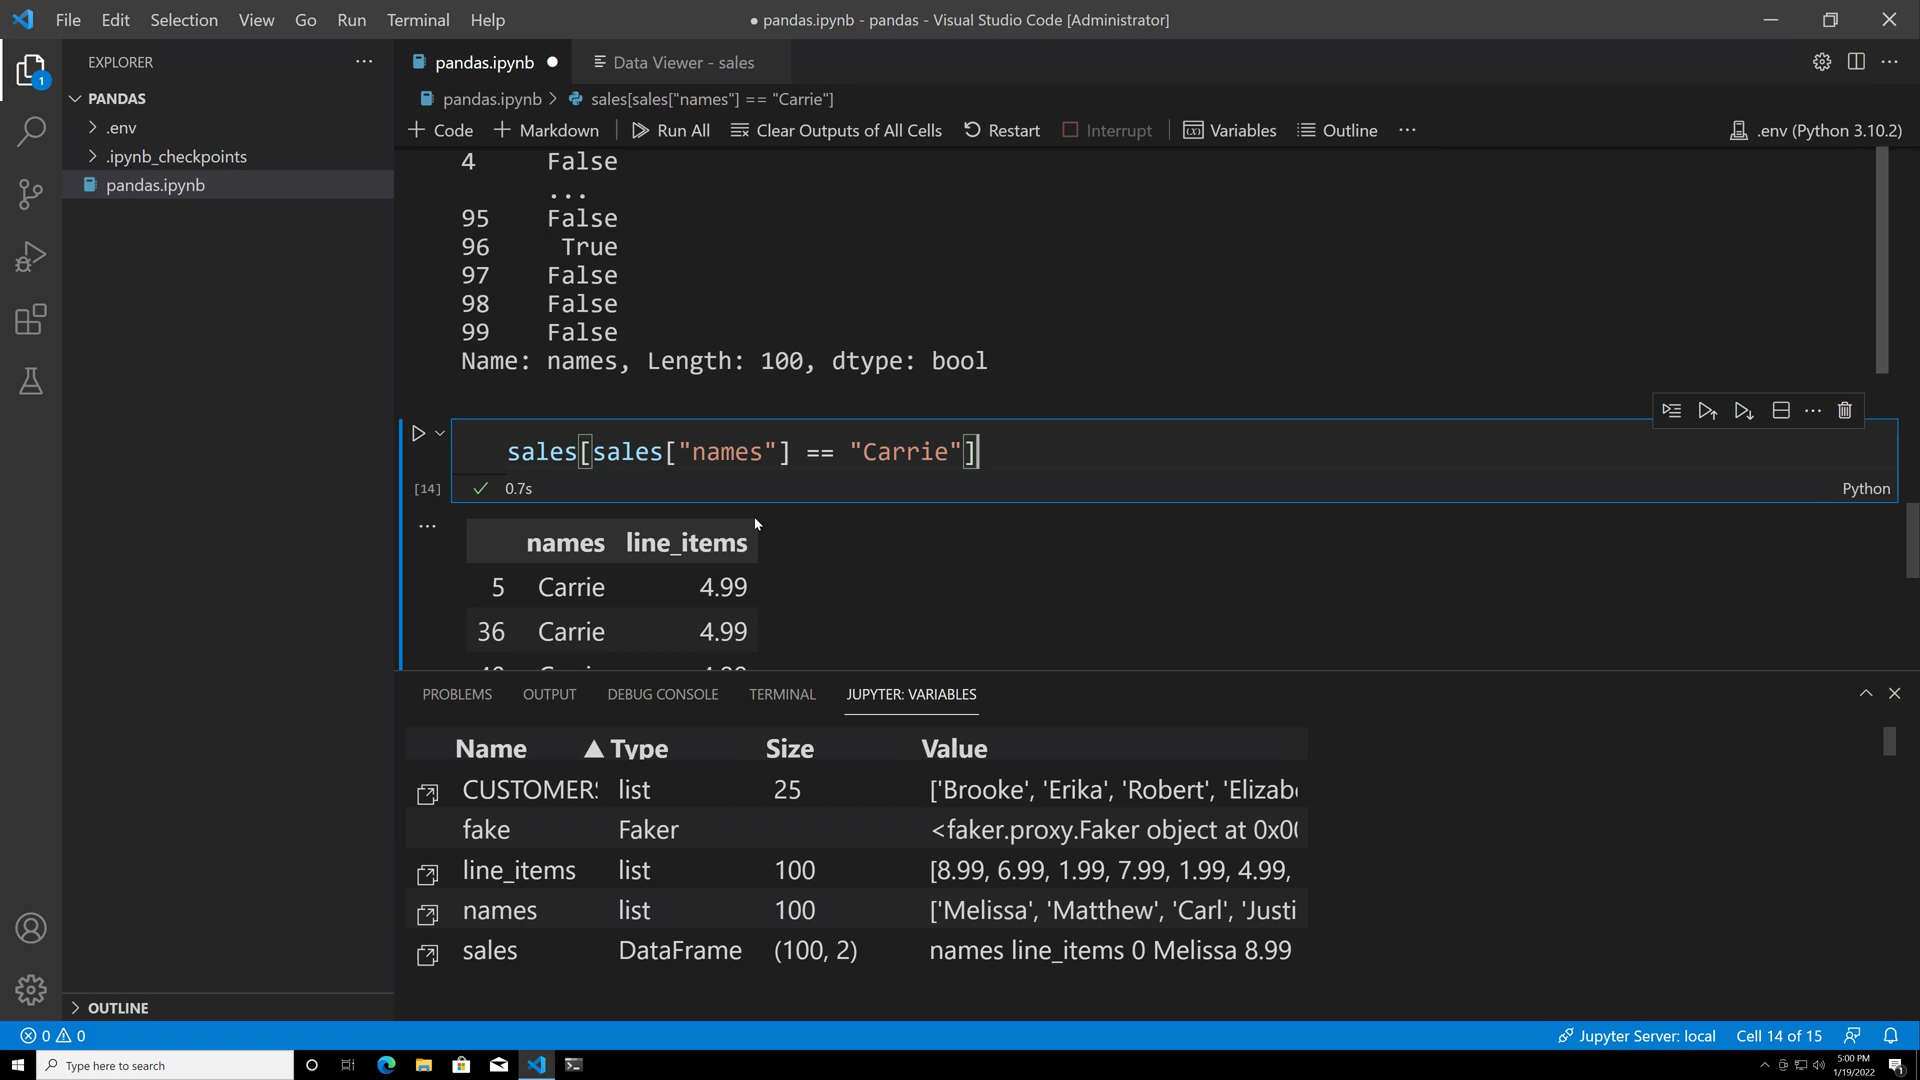 File Edit Selection View Go Run Terminal Help
● pandas.ipynb - pandas - Visual Studio Code [Administrator]
EXPLORER
PANDAS
.env
.ipynb_checkpoints
pandas.ipynb
OUTLINE
1
pandas.ipynb
Data Viewer - sales
pandas.ipynb > sales[sales["names"] == "Carrie"]
+ Code + Markdown Run All Clear Outputs of All Cells Restart Interrupt Variables Outline ... .env (Python 3.10.2)
4 False
...
95 False
96 True
97 False
98 False
99 False
Name: names, Length: 100, dtype: bool
sales[sales["names"] == "Carrie"]
[14] 0.7s Python
names line_items
5 Carrie 4.99
36 Carrie 4.99
PROBLEMS OUTPUT DEBUG CONSOLE TERMINAL JUPYTER: VARIABLES
Name ▲ Type Size Value
CUSTOMERS list 25 ['Brooke', 'Erika', 'Robert', 'Elizabe
fake Faker <faker.proxy.Faker object at 0x00
line_items list 100 [8.99, 6.99, 1.99, 7.99, 1.99, 4.99,
names list 100 ['Melissa', 'Matthew', 'Carl', 'Justi
sales DataFrame (100, 2) names line_items 0 Melissa 8.99
0 0 Jupyter Server: local Cell 14 of 15
Type here to search
5:00 PM
1/19/2022
1